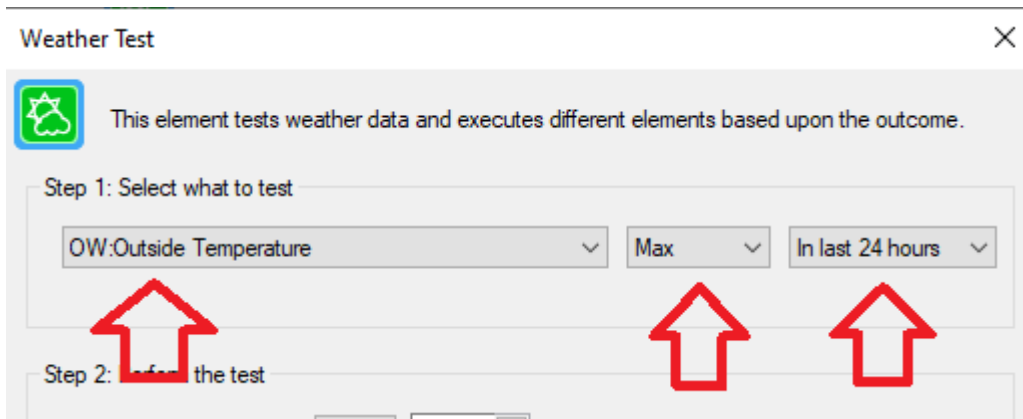 Weather Test
This element tests weather data and executes different elements based upon the outcome.
Step 1: Select what to test
OW:Outside Temperature Max In last 24 hours
Step 2: Perform the test